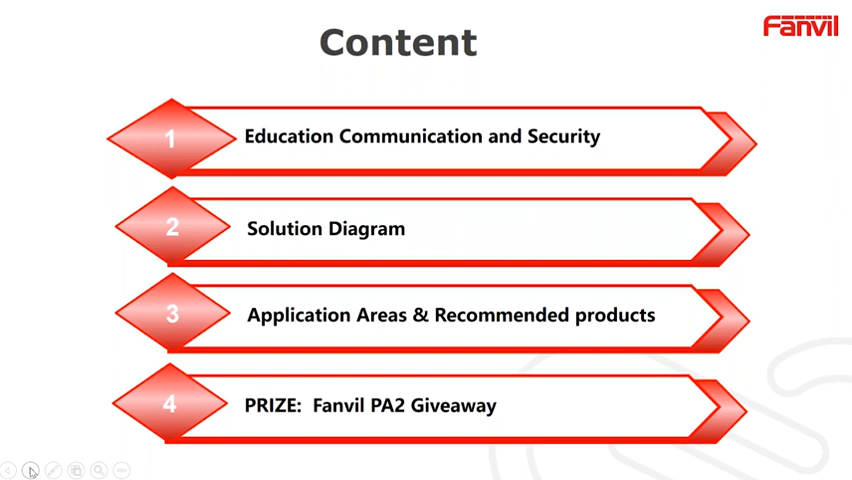 Content
Fanvil
1
Education Communication and Security
2
Solution Diagram
3
Application Areas & Recommended products
4
PRIZE: Fanvil PA2 Giveaway